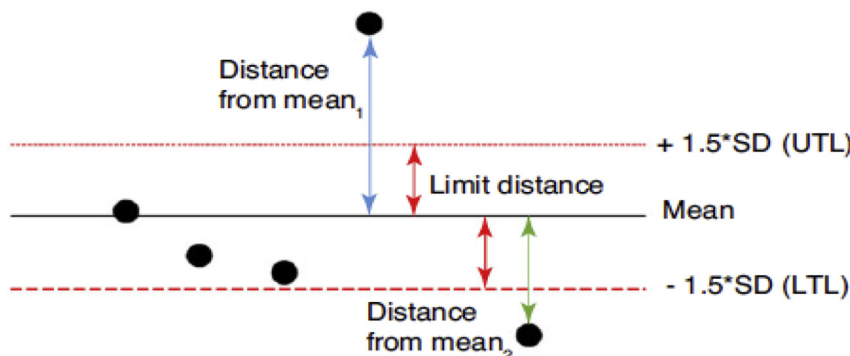 Distance
from mean₁
+ 1.5*SD (UTL)
Limit distance
Mean
- 1.5*SD (LTL)
Distance
from mean₂